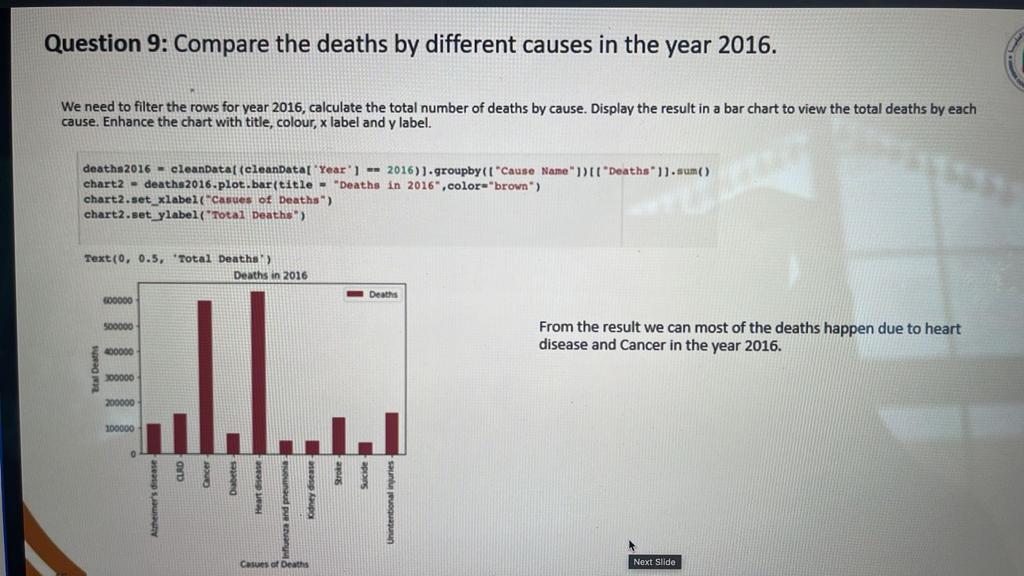 Question 9: Compare the deaths by different causes in the year 2016.
We need to filter the rows for year 2016, calculate the total number of deaths by cause. Display the result in a bar chart to view the total deaths by each
cause. Enhance the chart with title, colour, x label and y label.
deaths2016 = cleanData[(cleanData['Year'] == 2016)].groupby(["Cause Name"])[["Deaths"]].sum()
chart2 = deaths2016.plot.bar(title = "Deaths in 2016",color="brown")
chart2.set_xlabel("Casues of Deaths")
chart2.set_ylabel("Total Deaths")
Text(0, 0.5, 'Total Deaths')
Deaths in 2016
Deaths
600000
500000
400000
300000
200000
100000
0
Total Deaths
Alzheimer's disease
CLRD
Cancer
Diabetes
Heart disease
Influenza and pneumonia
Kidney disease
Stroke
Suicide
Unintentional injuries
Casues of Deaths
From the result we can most of the deaths happen due to heart
disease and Cancer in the year 2016.
Next Slide